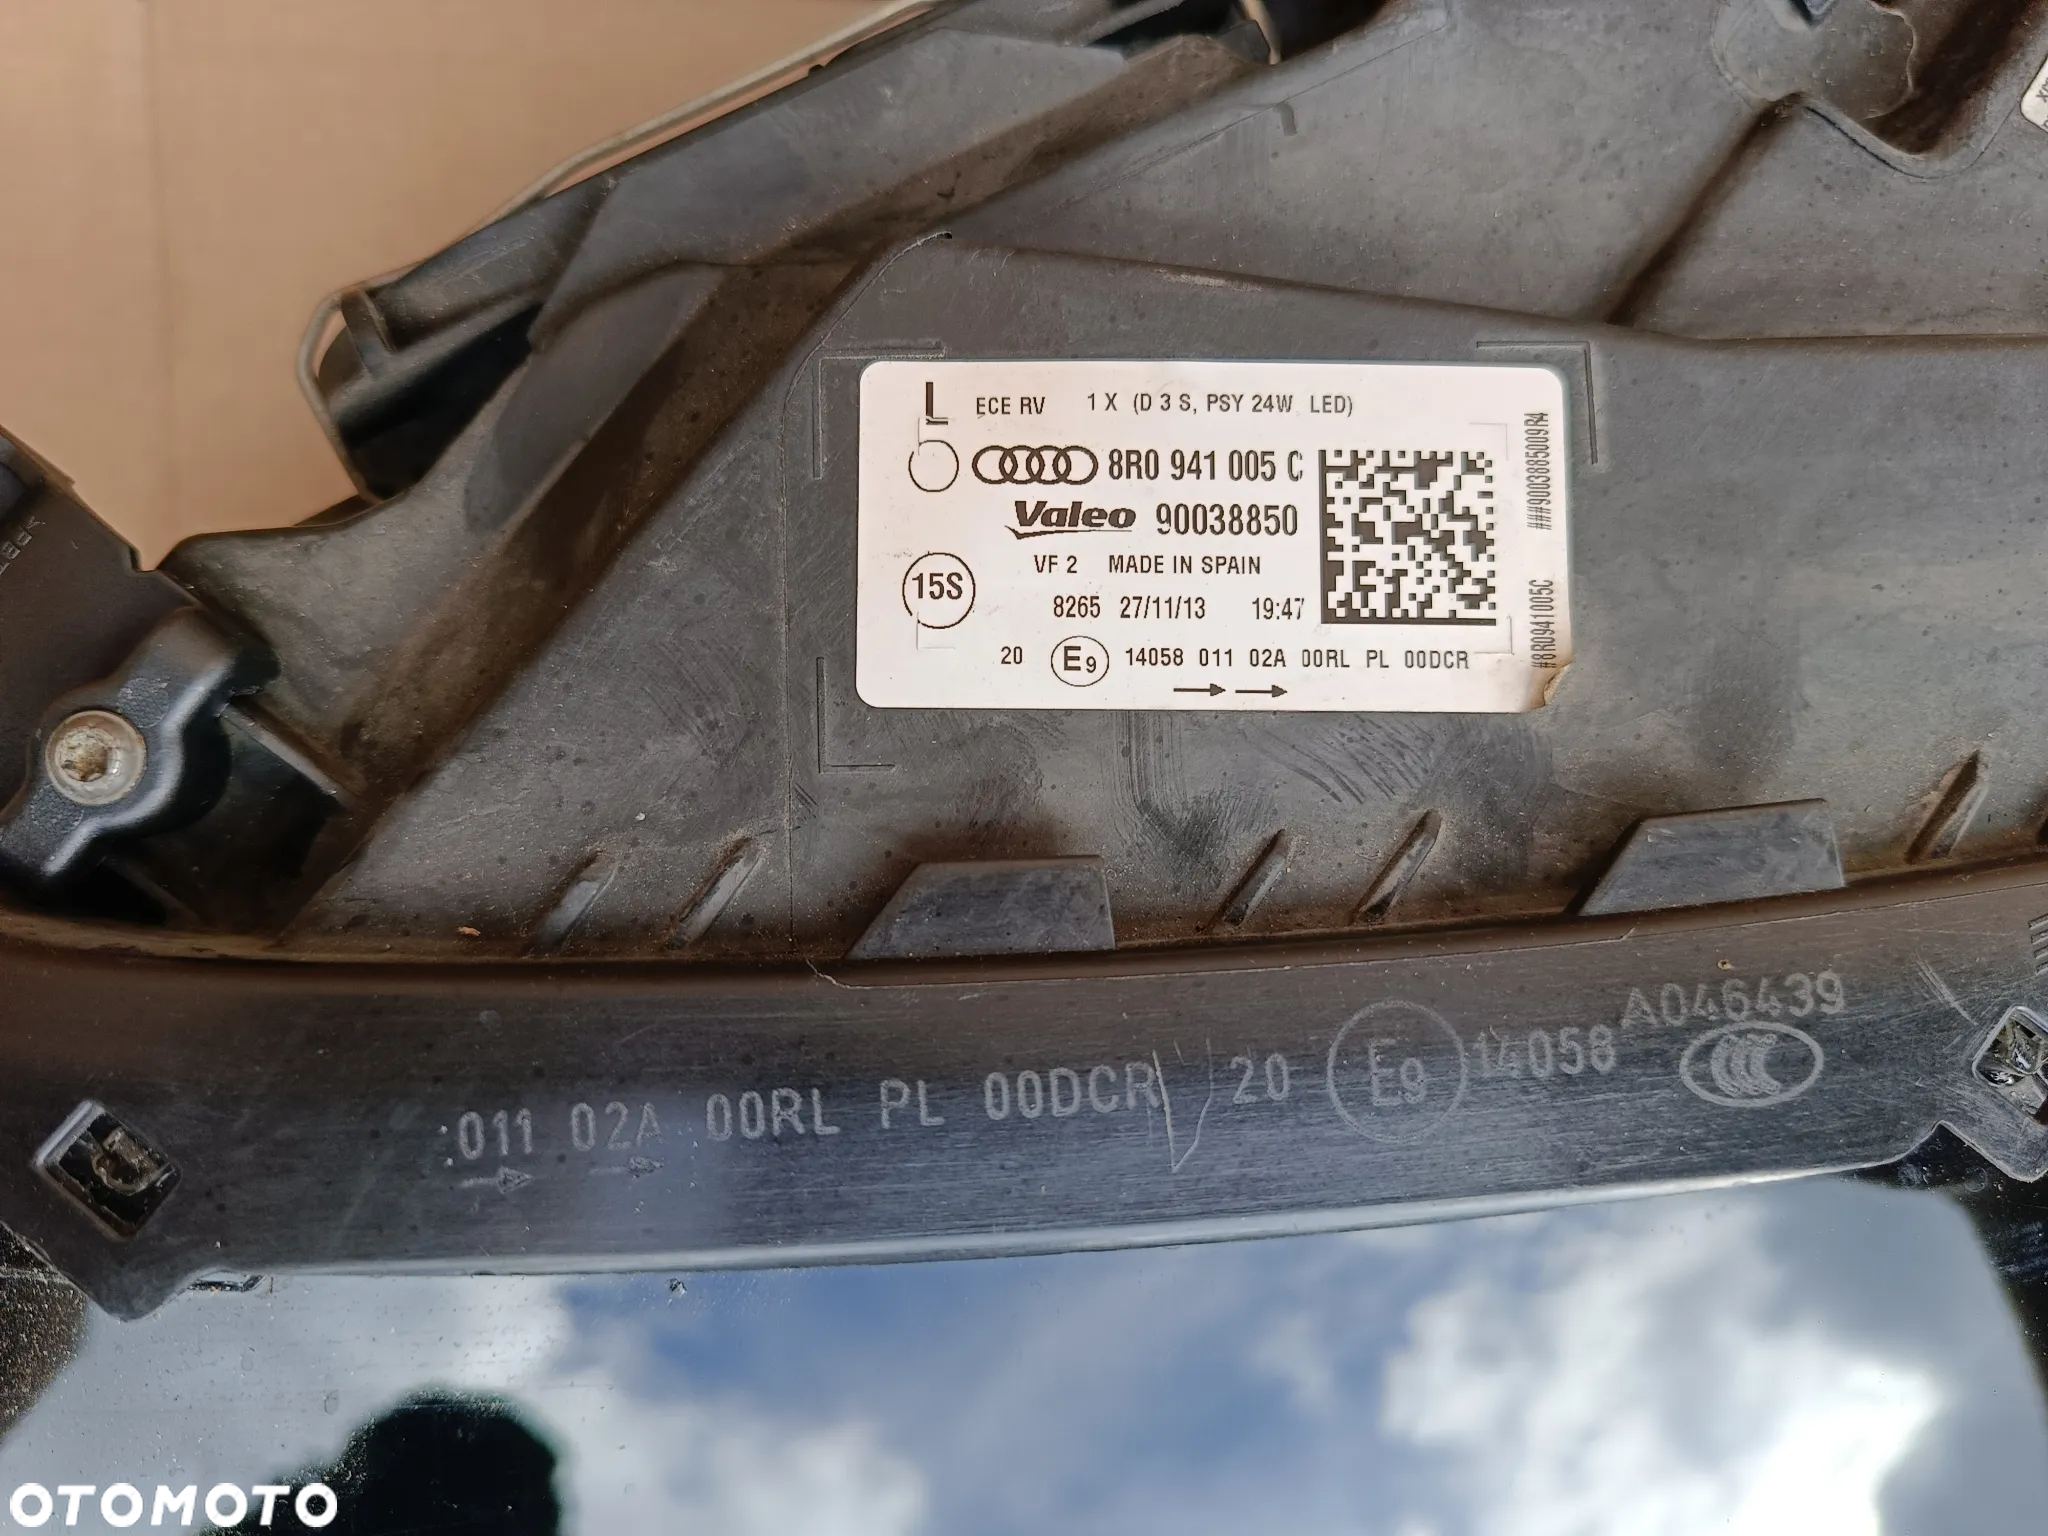 L ECE RV 1 X (D 3 S, PSY 24W LED)
8R0 941 005 C
Valeo 90038850
VF 2 MADE IN SPAIN
15S
8265 27/11/13 19:47
20 E9 14058 011 02A 00RL PL 00DCR
###90038850
#8R0941005C
A046439
011 02A 00RL PL 00DCR 20 E9 14058
OTOMOTO